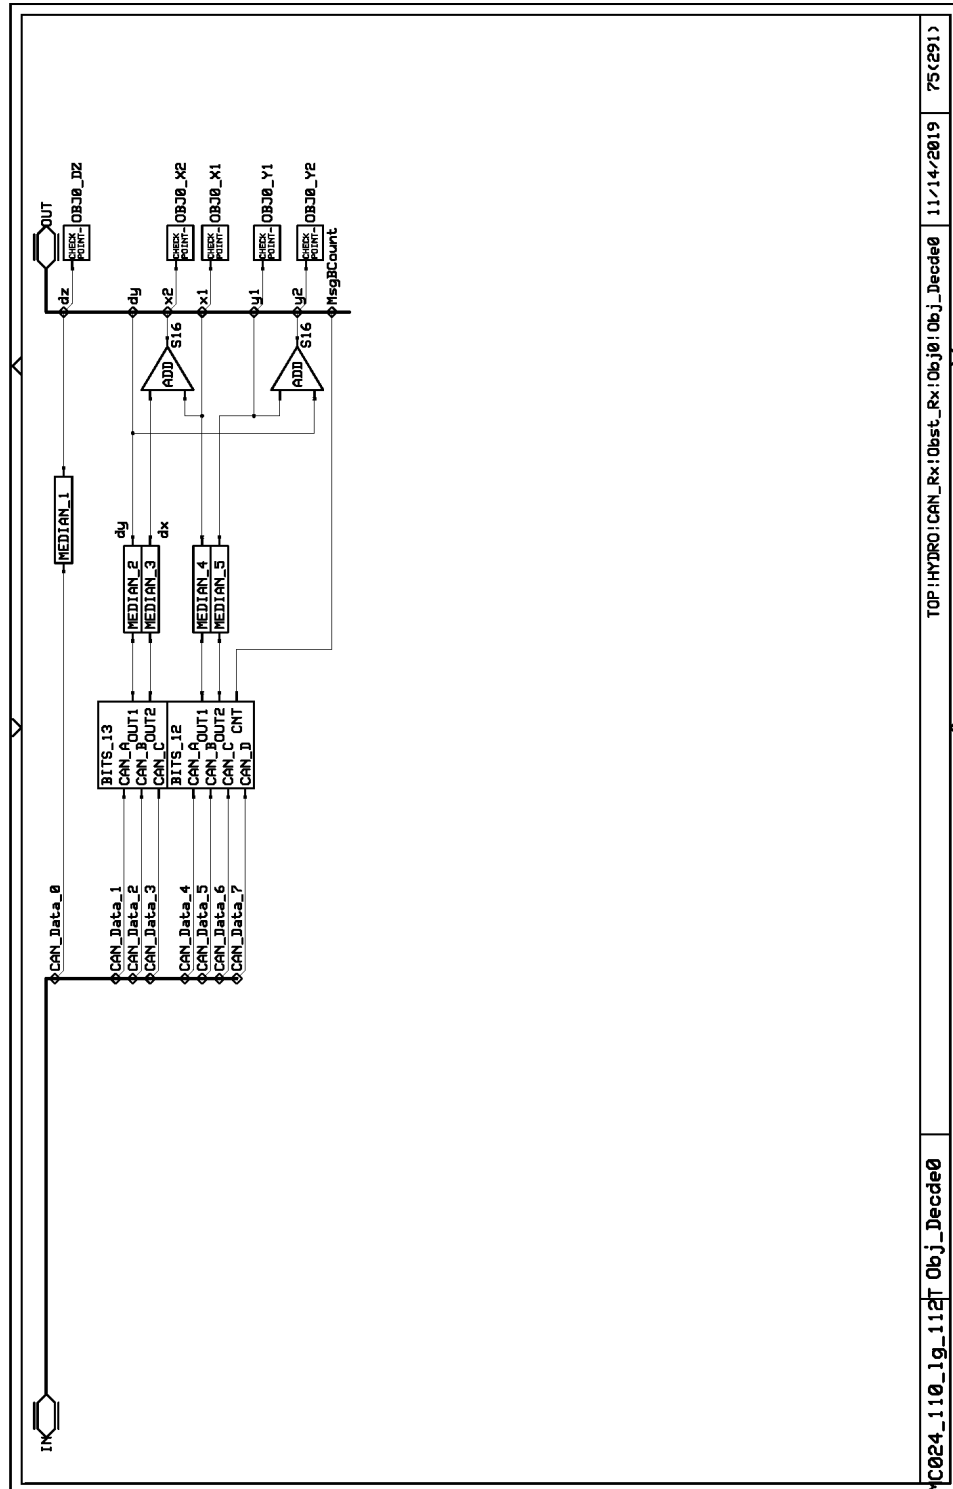 IN
CAN_Data_0
CAN_Data_1
CAN_Data_2
CAN_Data_3
CAN_Data_4
CAN_Data_5
CAN_Data_6
CAN_Data_7
BITS_13
CAN_A OUT1
CAN_B OUT2
CAN_C
BITS_12
CAN_A OUT1
CAN_B OUT2
CAN_C CNT
CAN_D
MEDIAN_1
MEDIAN_2
MEDIAN_3
MEDIAN_4
MEDIAN_5
dy
dx
ADD
S16
ADD
S16
OUT
dz
dy
x2
x1
y1
y2
MsgBCount
CHECK
POINT- OBJ0_DZ
CHECK
POINT- OBJ0_X2
CHECK
POINT- OBJ0_X1
CHECK
POINT- OBJ0_Y1
CHECK
POINT- OBJ0_Y2
MC024_110_lg_112T Obj_Decde0 TOP!HYDRO!CAN_Rx!Obst_Rx!Obj0!Obj_Decde0 11/14/2019 75(291)